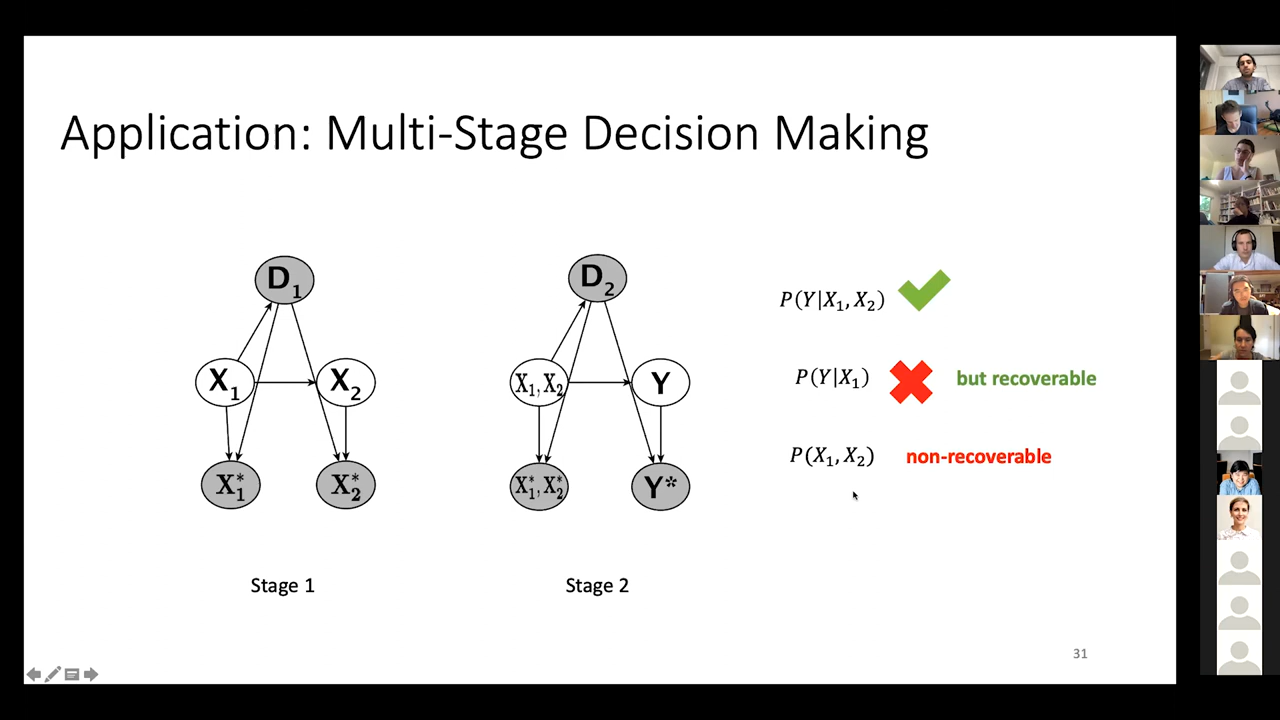 Application: Multi-Stage Decision Making
D₁
X₁
X₂
X₁*
X₂*
Stage 1
D₂
X₁, X₂
Y
X₁*, X₂*
Y*
Stage 2
P(Y|X₁, X₂)
P(Y|X₁)
but recoverable
P(X₁, X₂)
non-recoverable
31